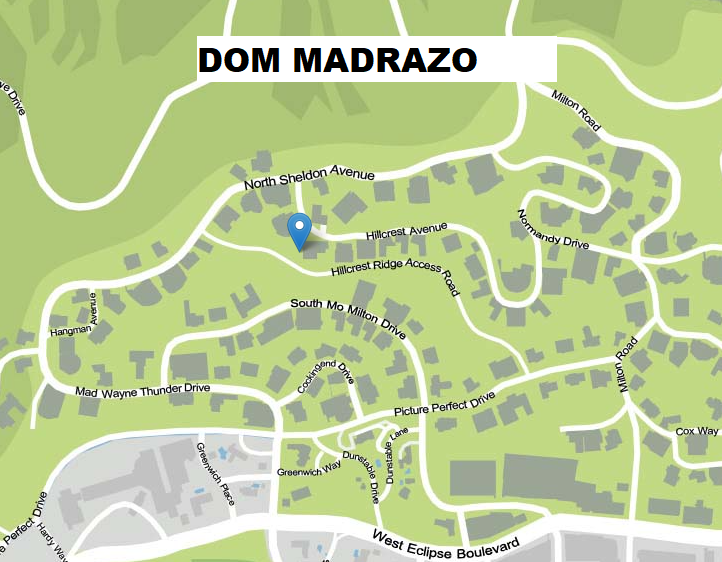 DOM MADRAZO
Milton Road
North Sheldon Avenue
Hillcrest Avenue
Normandy Drive
Hillcrest Ridge Access Road
Hangman Avenue
South Mo Milton Drive
Milton Road
Cockingend Drive
Mad Wayne Thunder Drive
Picture Perfect Drive
Cox Way
Greenwich Place
Greenwich Way
Dunstable Drive
Dunstable Lane
Perfect Drive
Hardy Way
West Eclipse Boulevard